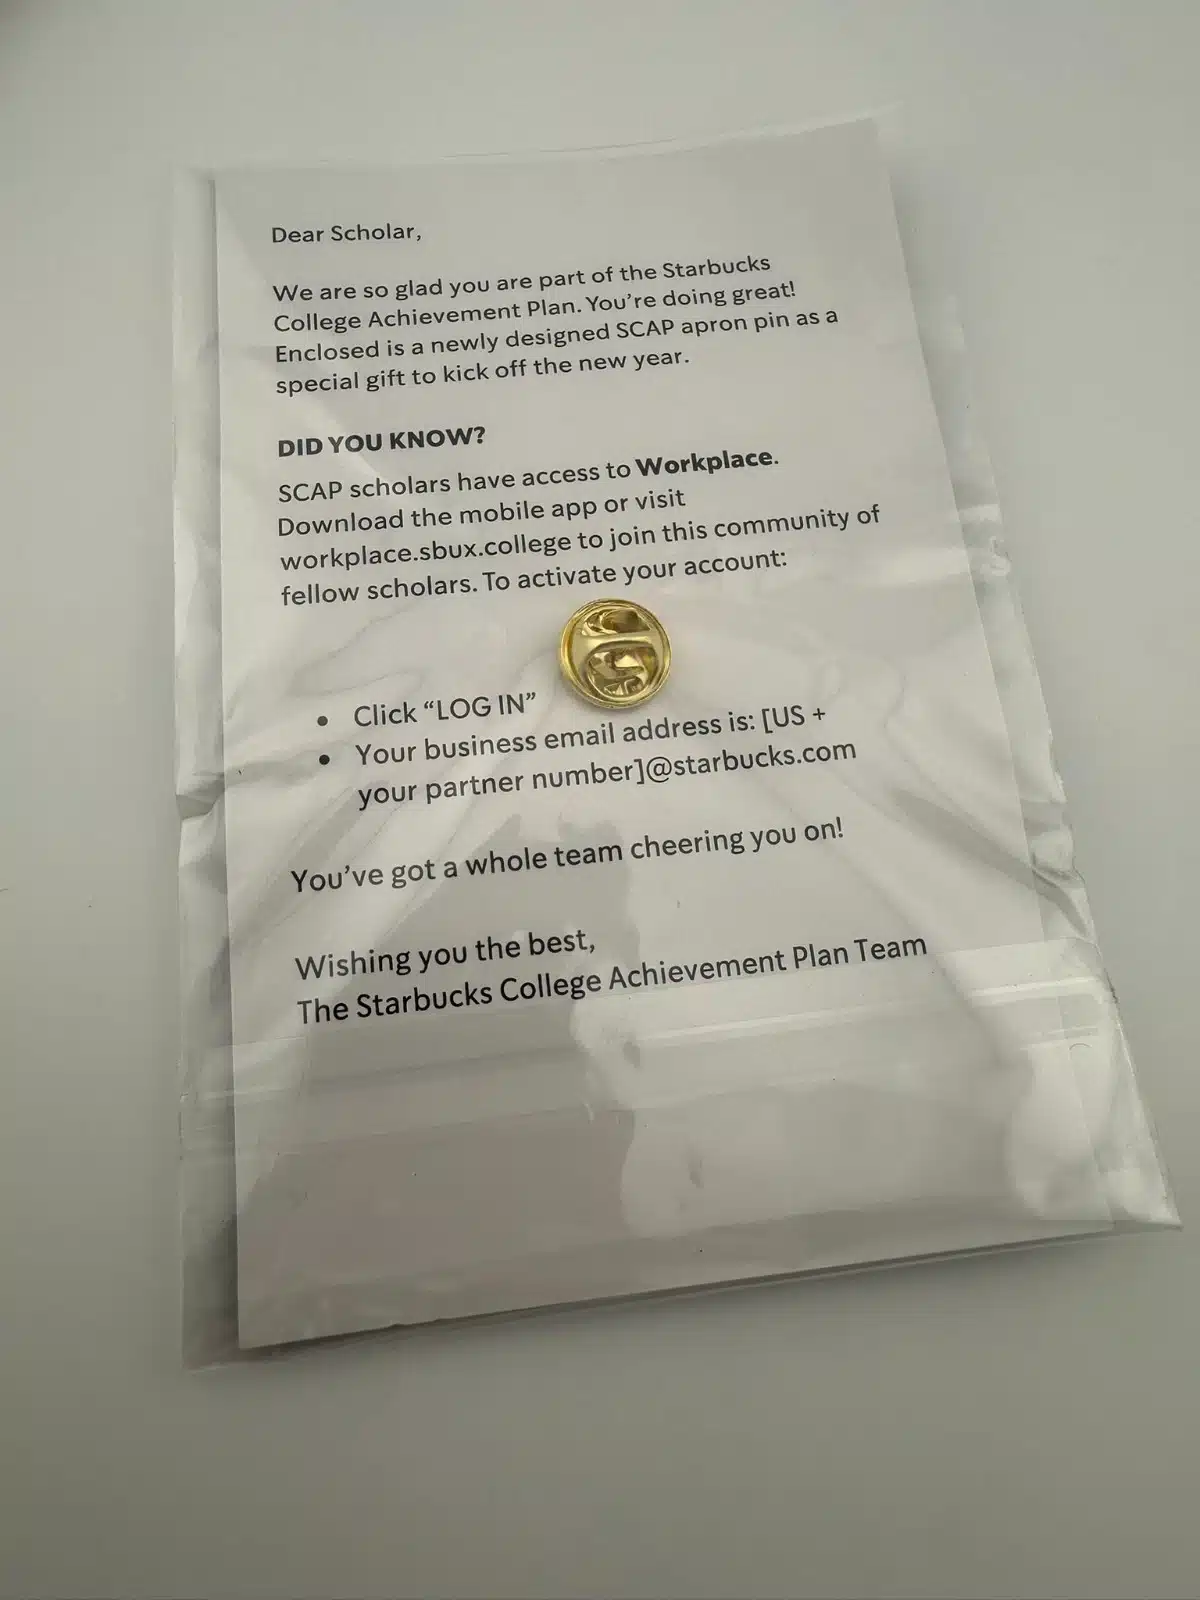 Dear Scholar,
We are so glad you are part of the Starbucks
College Achievement Plan. You're doing great!
Enclosed is a newly designed SCAP apron pin as a
special gift to kick off the new year.
DID YOU KNOW?
SCAP scholars have access to Workplace.
Download the mobile app or visit
workplace.sbux.college to join this community of
fellow scholars. To activate your account:
• Click “LOG IN”
• Your business email address is: [US +
your partner number]@starbucks.com
You've got a whole team cheering you on!
Wishing you the best,
The Starbucks College Achievement Plan Team